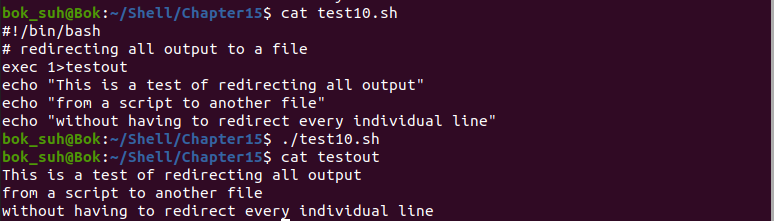 bok_suh@Bok:~/Shell/Chapter15$ cat test10.sh
#!/bin/bash
# redirecting all output to a file
exec 1>testout
echo "This is a test of redirecting all output"
echo "from a script to another file"
echo "without having to redirect every individual line"
bok_suh@Bok:~/Shell/Chapter15$ ./test10.sh
bok_suh@Bok:~/Shell/Chapter15$ cat testout
This is a test of redirecting all output
from a script to another file
without having to redirect every individual line